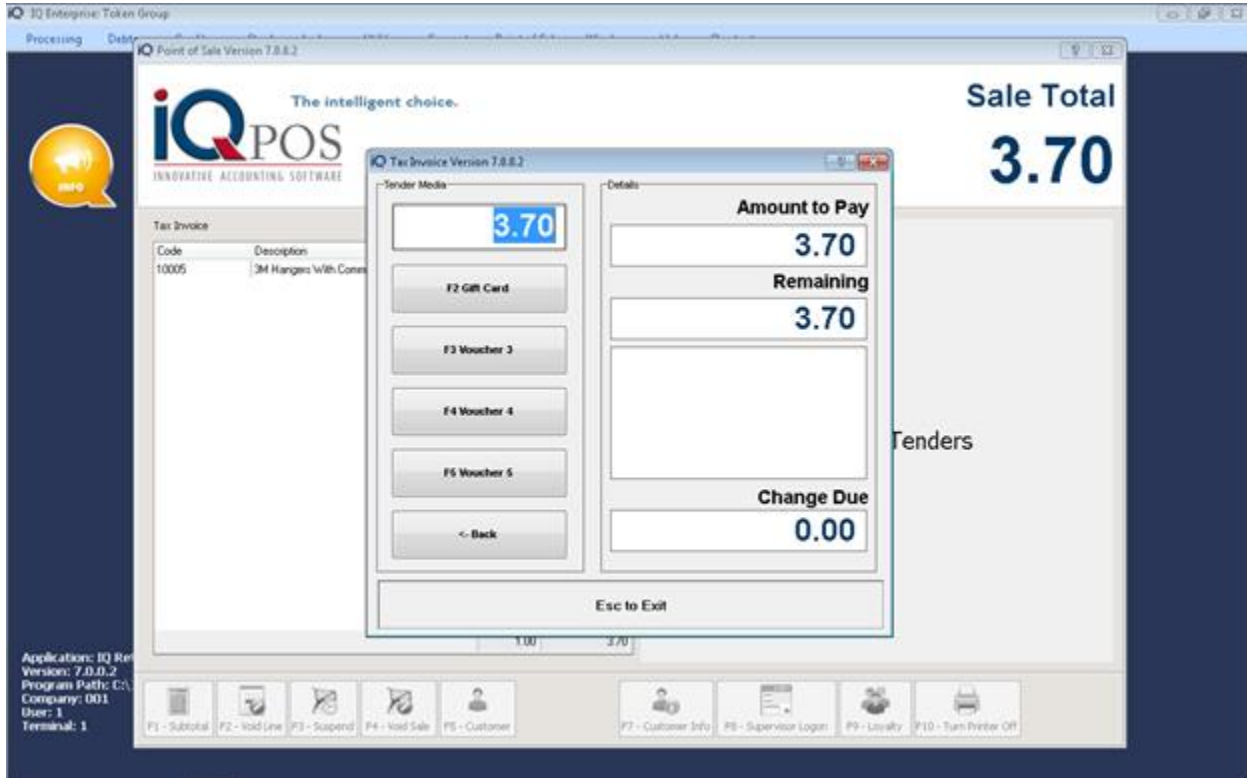 IQ Enterprise: Token Group
Processing
IQ Point of Sale Version 7.0.0.2
iQ POS
The intelligent choice.
INNOVATIVE ACCOUNTING SOFTWARE
Sale Total
3.70
INFO
Tax Invoice
Code Description
10005 3M Hangers With
1.00 3.70
IQ Tax Invoice Version 7.0.0.2
Tender Media
3.70
F2 Gift Card
F3 Voucher 3
F4 Voucher 4
F5 Voucher 5
<- Back
Details
Amount to Pay
3.70
Remaining
3.70
Change Due
0.00
Esc to Exit
Tenders
Application: IQ Ret
Version: 7.0.0.2
Program Path: C:\
Company: 001
User: 1
Terminal: 1
F1 - Subtotal
F2 - Void Line
F3 - Suspend
F4 - Void Sale
F5 - Customer
F7 - Customer Info
F8 - Supervisor Logon
F9 - Loyalty
F10 - Turn Printer Off